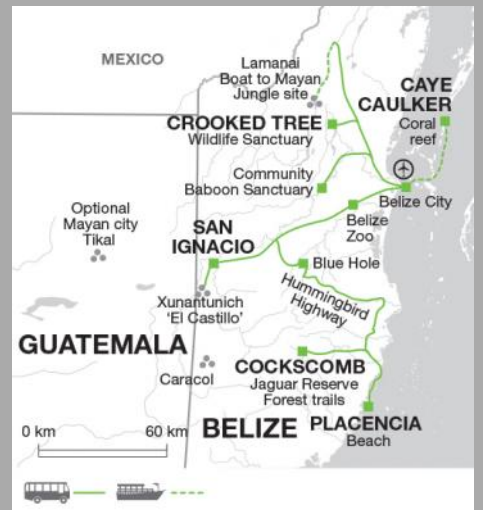 MEXICO
Lamanai
Boat to Mayan
Jungle site
CAYE
CAULKER
Coral
reef
CROOKED TREE
Wildlife Sanctuary
Community
Baboon Sanctuary
Belize City
Belize
Zoo
Optional
Mayan city
Tikal
SAN
IGNACIO
Blue Hole
Xunantunich
'El Castillo'
Hummingbird
Highway
GUATEMALA
Caracol
COCKSCOMB
Jaguar Reserve
Forest trails
0 km
60 km
BELIZE
PLACENCIA
Beach